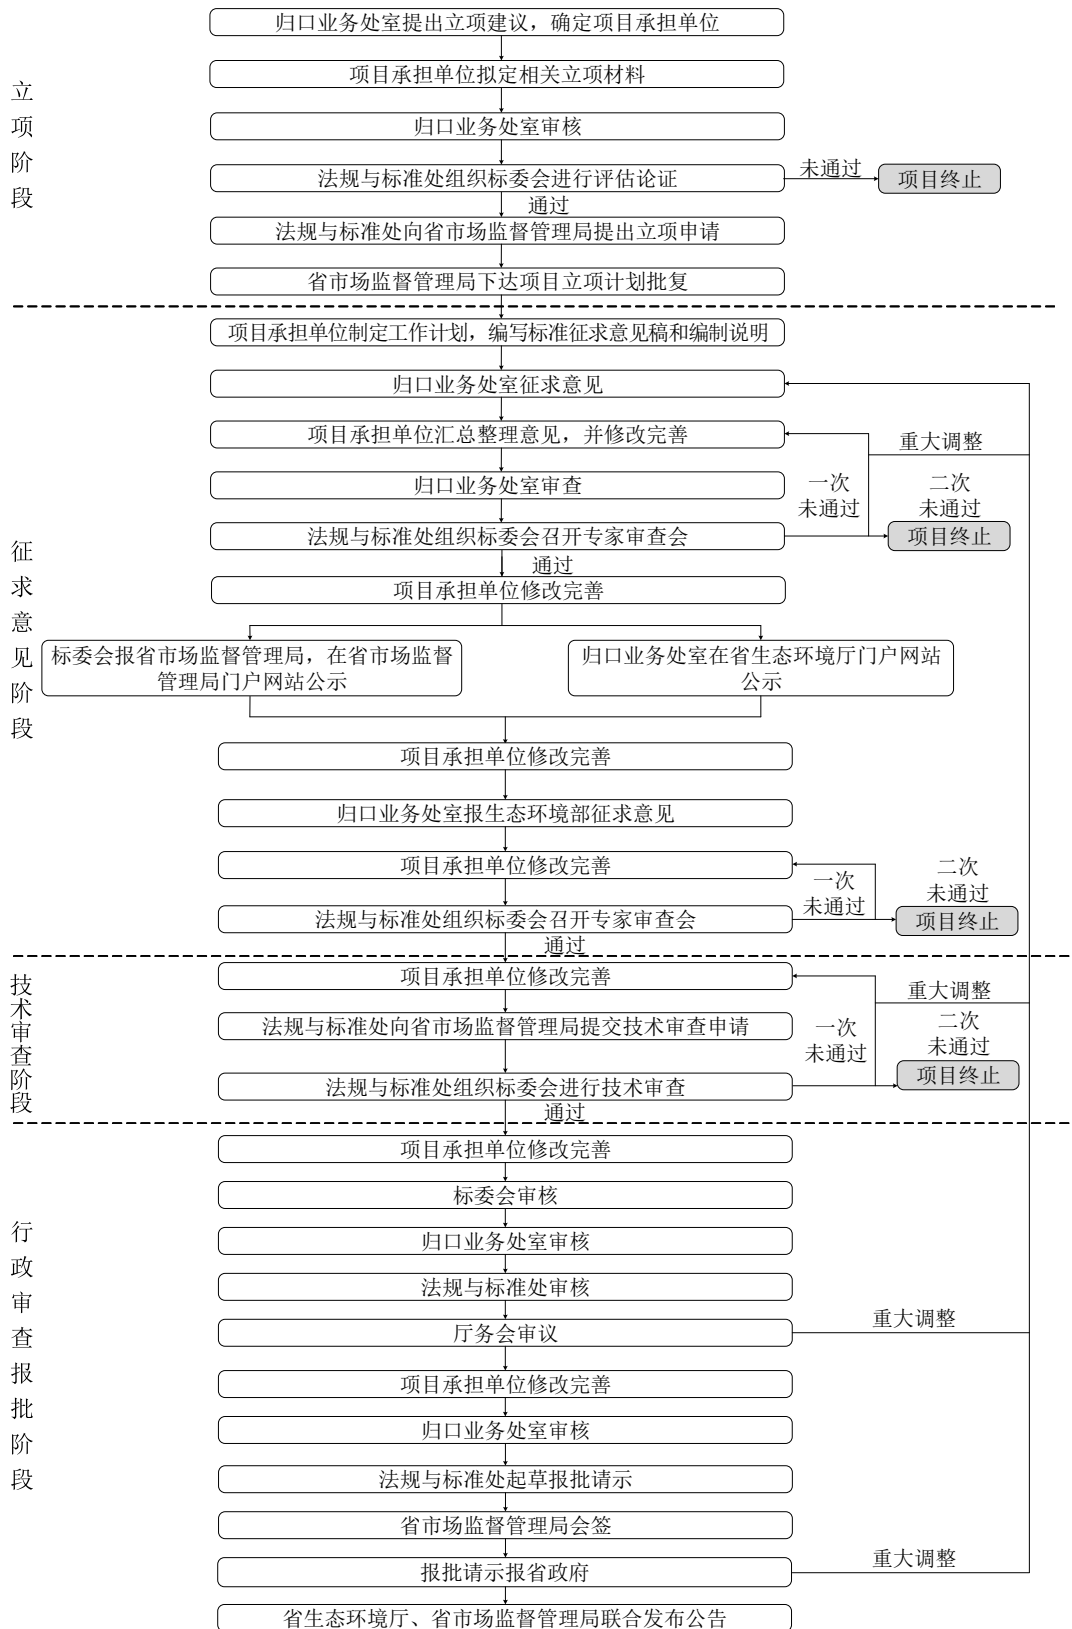 归口业务处室提出立项建议，确定项目承担单位
项目承担单位拟定相关立项材料
立项阶段
归口业务处室审核
法规与标准处组织标委会进行评估论证
未通过
项目终止
通过
法规与标准处向省市场监督管理局提出立项申请
省市场监督管理局下达项目立项计划批复
项目承担单位制定工作计划，编写标准征求意见稿和编制说明
归口业务处室征求意见
项目承担单位汇总整理意见，并修改完善
重大调整
归口业务处室审查
一次
未通过
二次
未通过
法规与标准处组织标委会召开专家审查会
项目终止
通过
征求意见阶段
项目承担单位修改完善
标委会报省市场监督管理局，在省市场监督
管理局门户网站公示
归口业务处室在省生态环境厅门户网站
公示
项目承担单位修改完善
归口业务处室报生态环境部征求意见
项目承担单位修改完善
一次
未通过
二次
未通过
法规与标准处组织标委会召开专家审查会
项目终止
通过
技术审查阶段
项目承担单位修改完善
重大调整
法规与标准处向省市场监督管理局提交技术审查申请
一次
未通过
二次
未通过
法规与标准处组织标委会进行技术审查
项目终止
通过
项目承担单位修改完善
标委会审核
行政审查报批阶段
归口业务处室审核
法规与标准处审核
厅务会审议
重大调整
项目承担单位修改完善
归口业务处室审核
法规与标准处起草报批请示
省市场监督管理局会签
报批请示报省政府
重大调整
省生态环境厅、省市场监督管理局联合发布公告